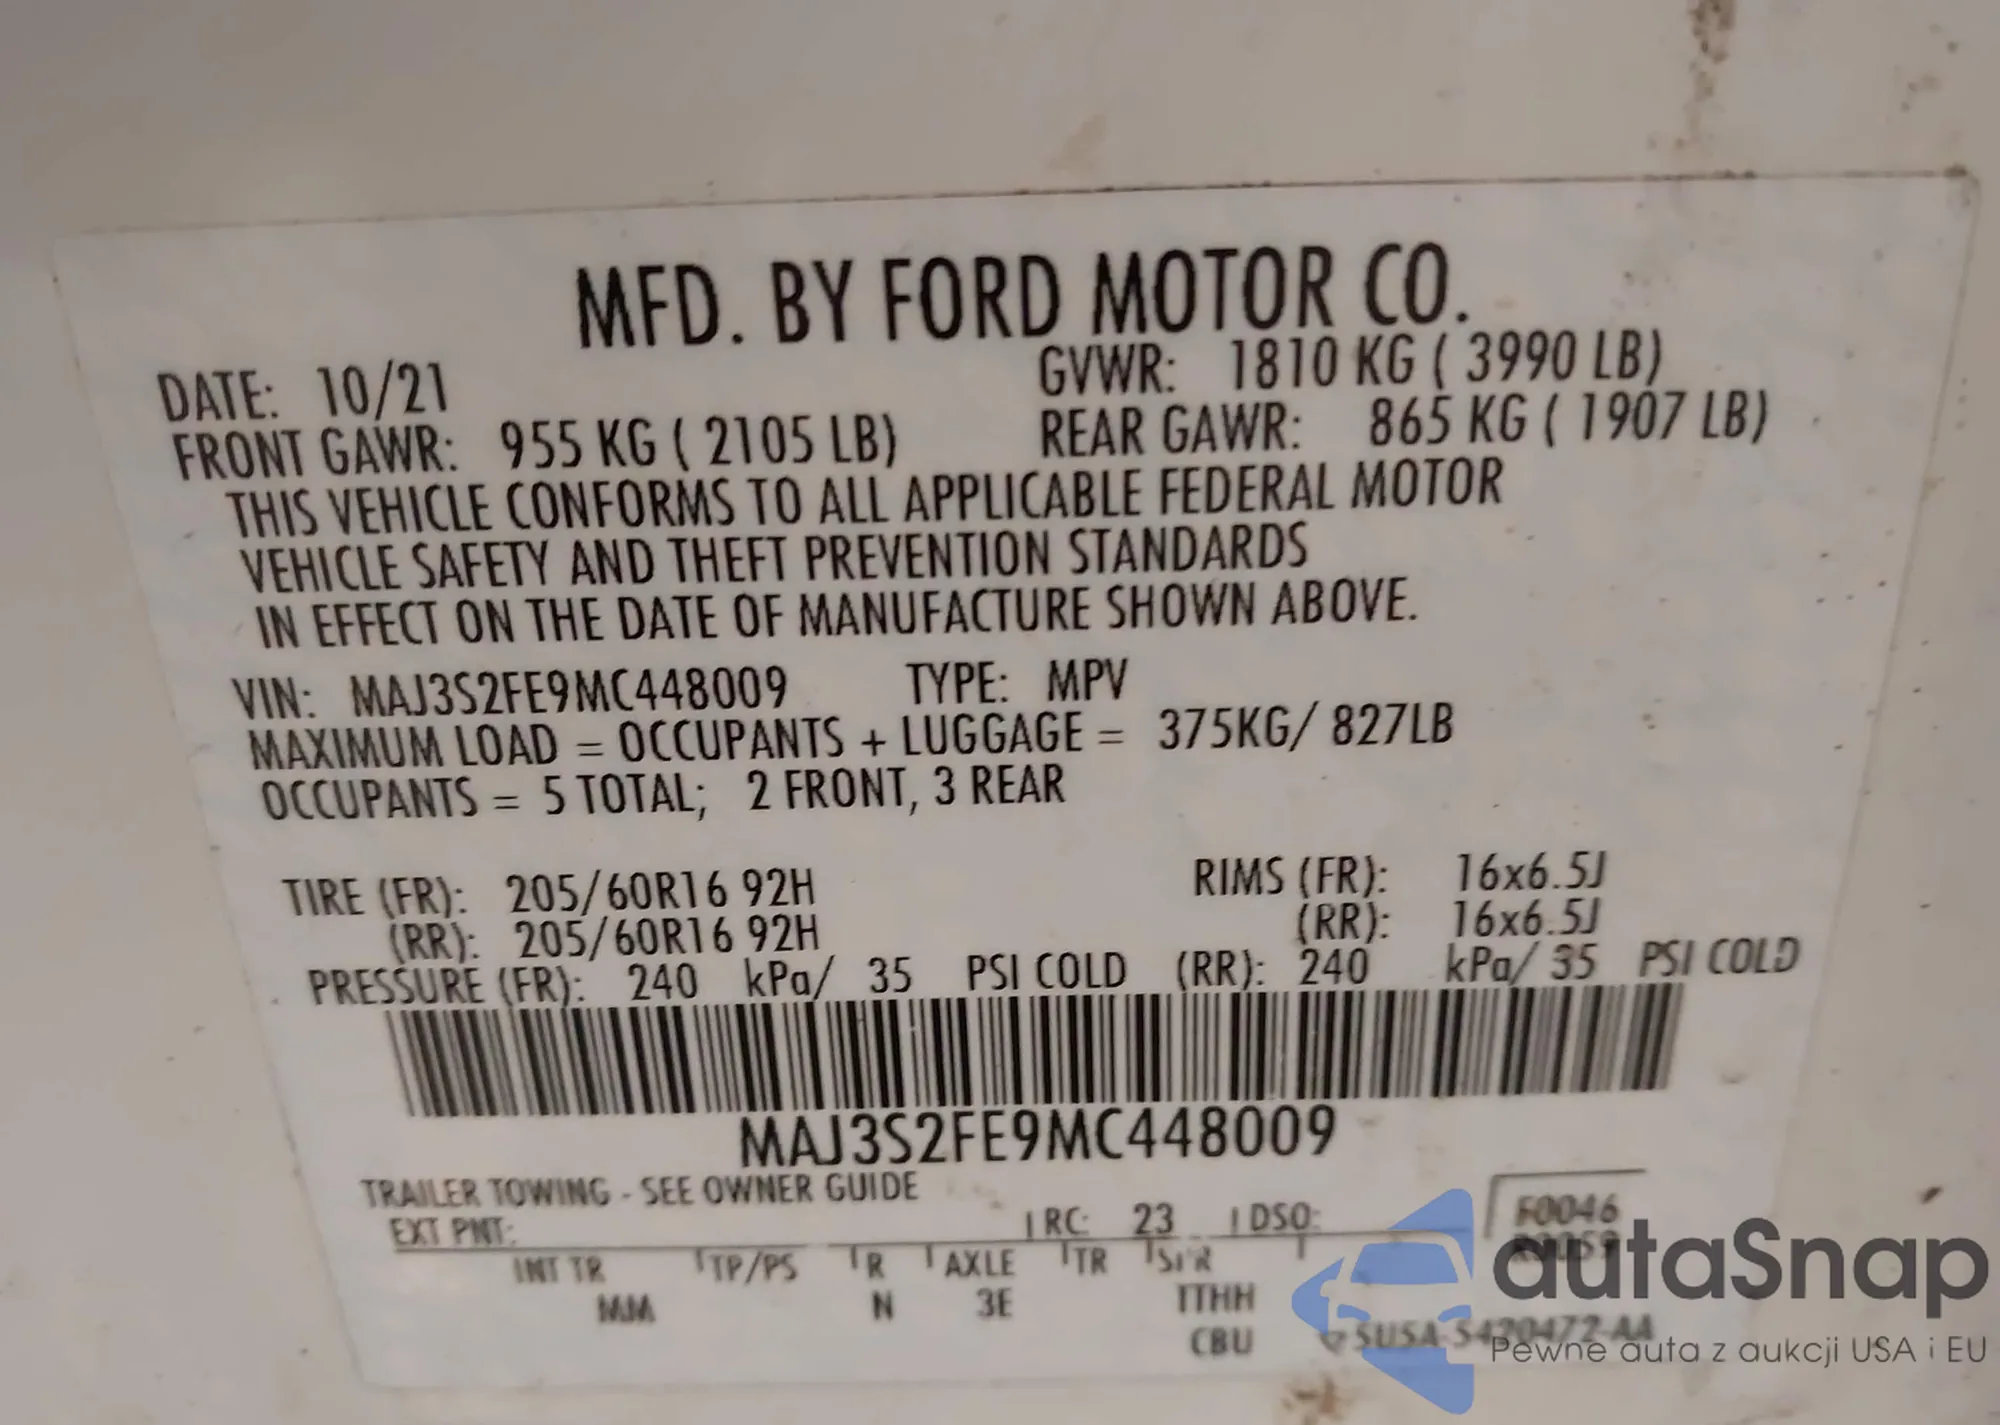 MFD. BY FORD MOTOR CO.
DATE: 10/21 GVWR: 1810 KG ( 3990 LB)
FRONT GAWR: 955 KG ( 2105 LB) REAR GAWR: 865 KG ( 1907 LB)
THIS VEHICLE CONFORMS TO ALL APPLICABLE FEDERAL MOTOR
VEHICLE SAFETY AND THEFT PREVENTION STANDARDS
IN EFFECT ON THE DATE OF MANUFACTURE SHOWN ABOVE.
VIN: MAJ3S2FE9MC448009 TYPE: MPV
MAXIMUM LOAD = OCCUPANTS + LUGGAGE = 375KG/ 827LB
OCCUPANTS = 5 TOTAL; 2 FRONT, 3 REAR
TIRE (FR): 205/60R16 92H RIMS (FR): 16x6.5J
(RR): 205/60R16 92H (RR): 16x6.5J
PRESSURE (FR): 240 kPa/ 35 PSI COLD (RR): 240 kPa/ 35 PSI COLD
MAJ3S2FE9MC448009
TRAILER TOWING - SEE OWNER GUIDE
EXT PNT: RC: 23 DSO: F0046
R0059
INT TR TP/PS R AXLE TR SPR
MM N 3E TTHH
CBU SUSA-S420472-AA
autaSnap
Pewne auta z aukcji USA i EU